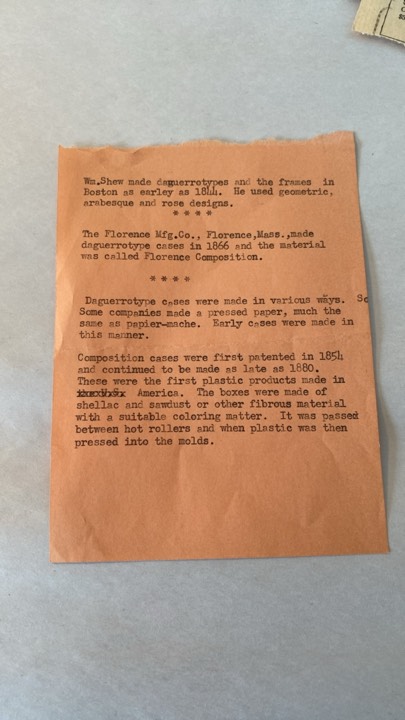 Wm.Shew made daguerrotypes and the frames in
Boston as earley as 1844. He used geometric,
arabesque and rose designs.
* * * *
The Florence Mfg.Co., Florence,Mass.,made
daguerrotype cases in 1866 and the material
was called Florence Composition.
* * * *
Daguerrotype cases were made in various ways. So
Some companies made a pressed paper, much the
same as papier-mache. Early cases were made in
this manner.
Composition cases were first patented in 1854
and continued to be made as late as 1880.
These were the first plastic products made in
America. The boxes were made of
shellac and sawdust or other fibrous material
with a suitable coloring matter. It was passed
between hot rollers and when plastic was then
pressed into the molds.